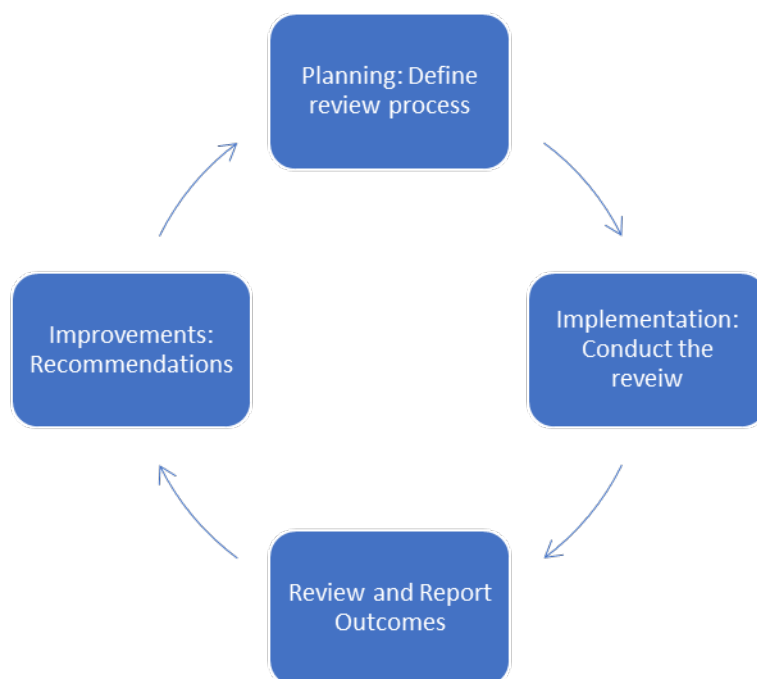 Planning: Define
review process
Implementation:
Conduct the
reveiw
Review and Report
Outcomes
Improvements:
Recommendations